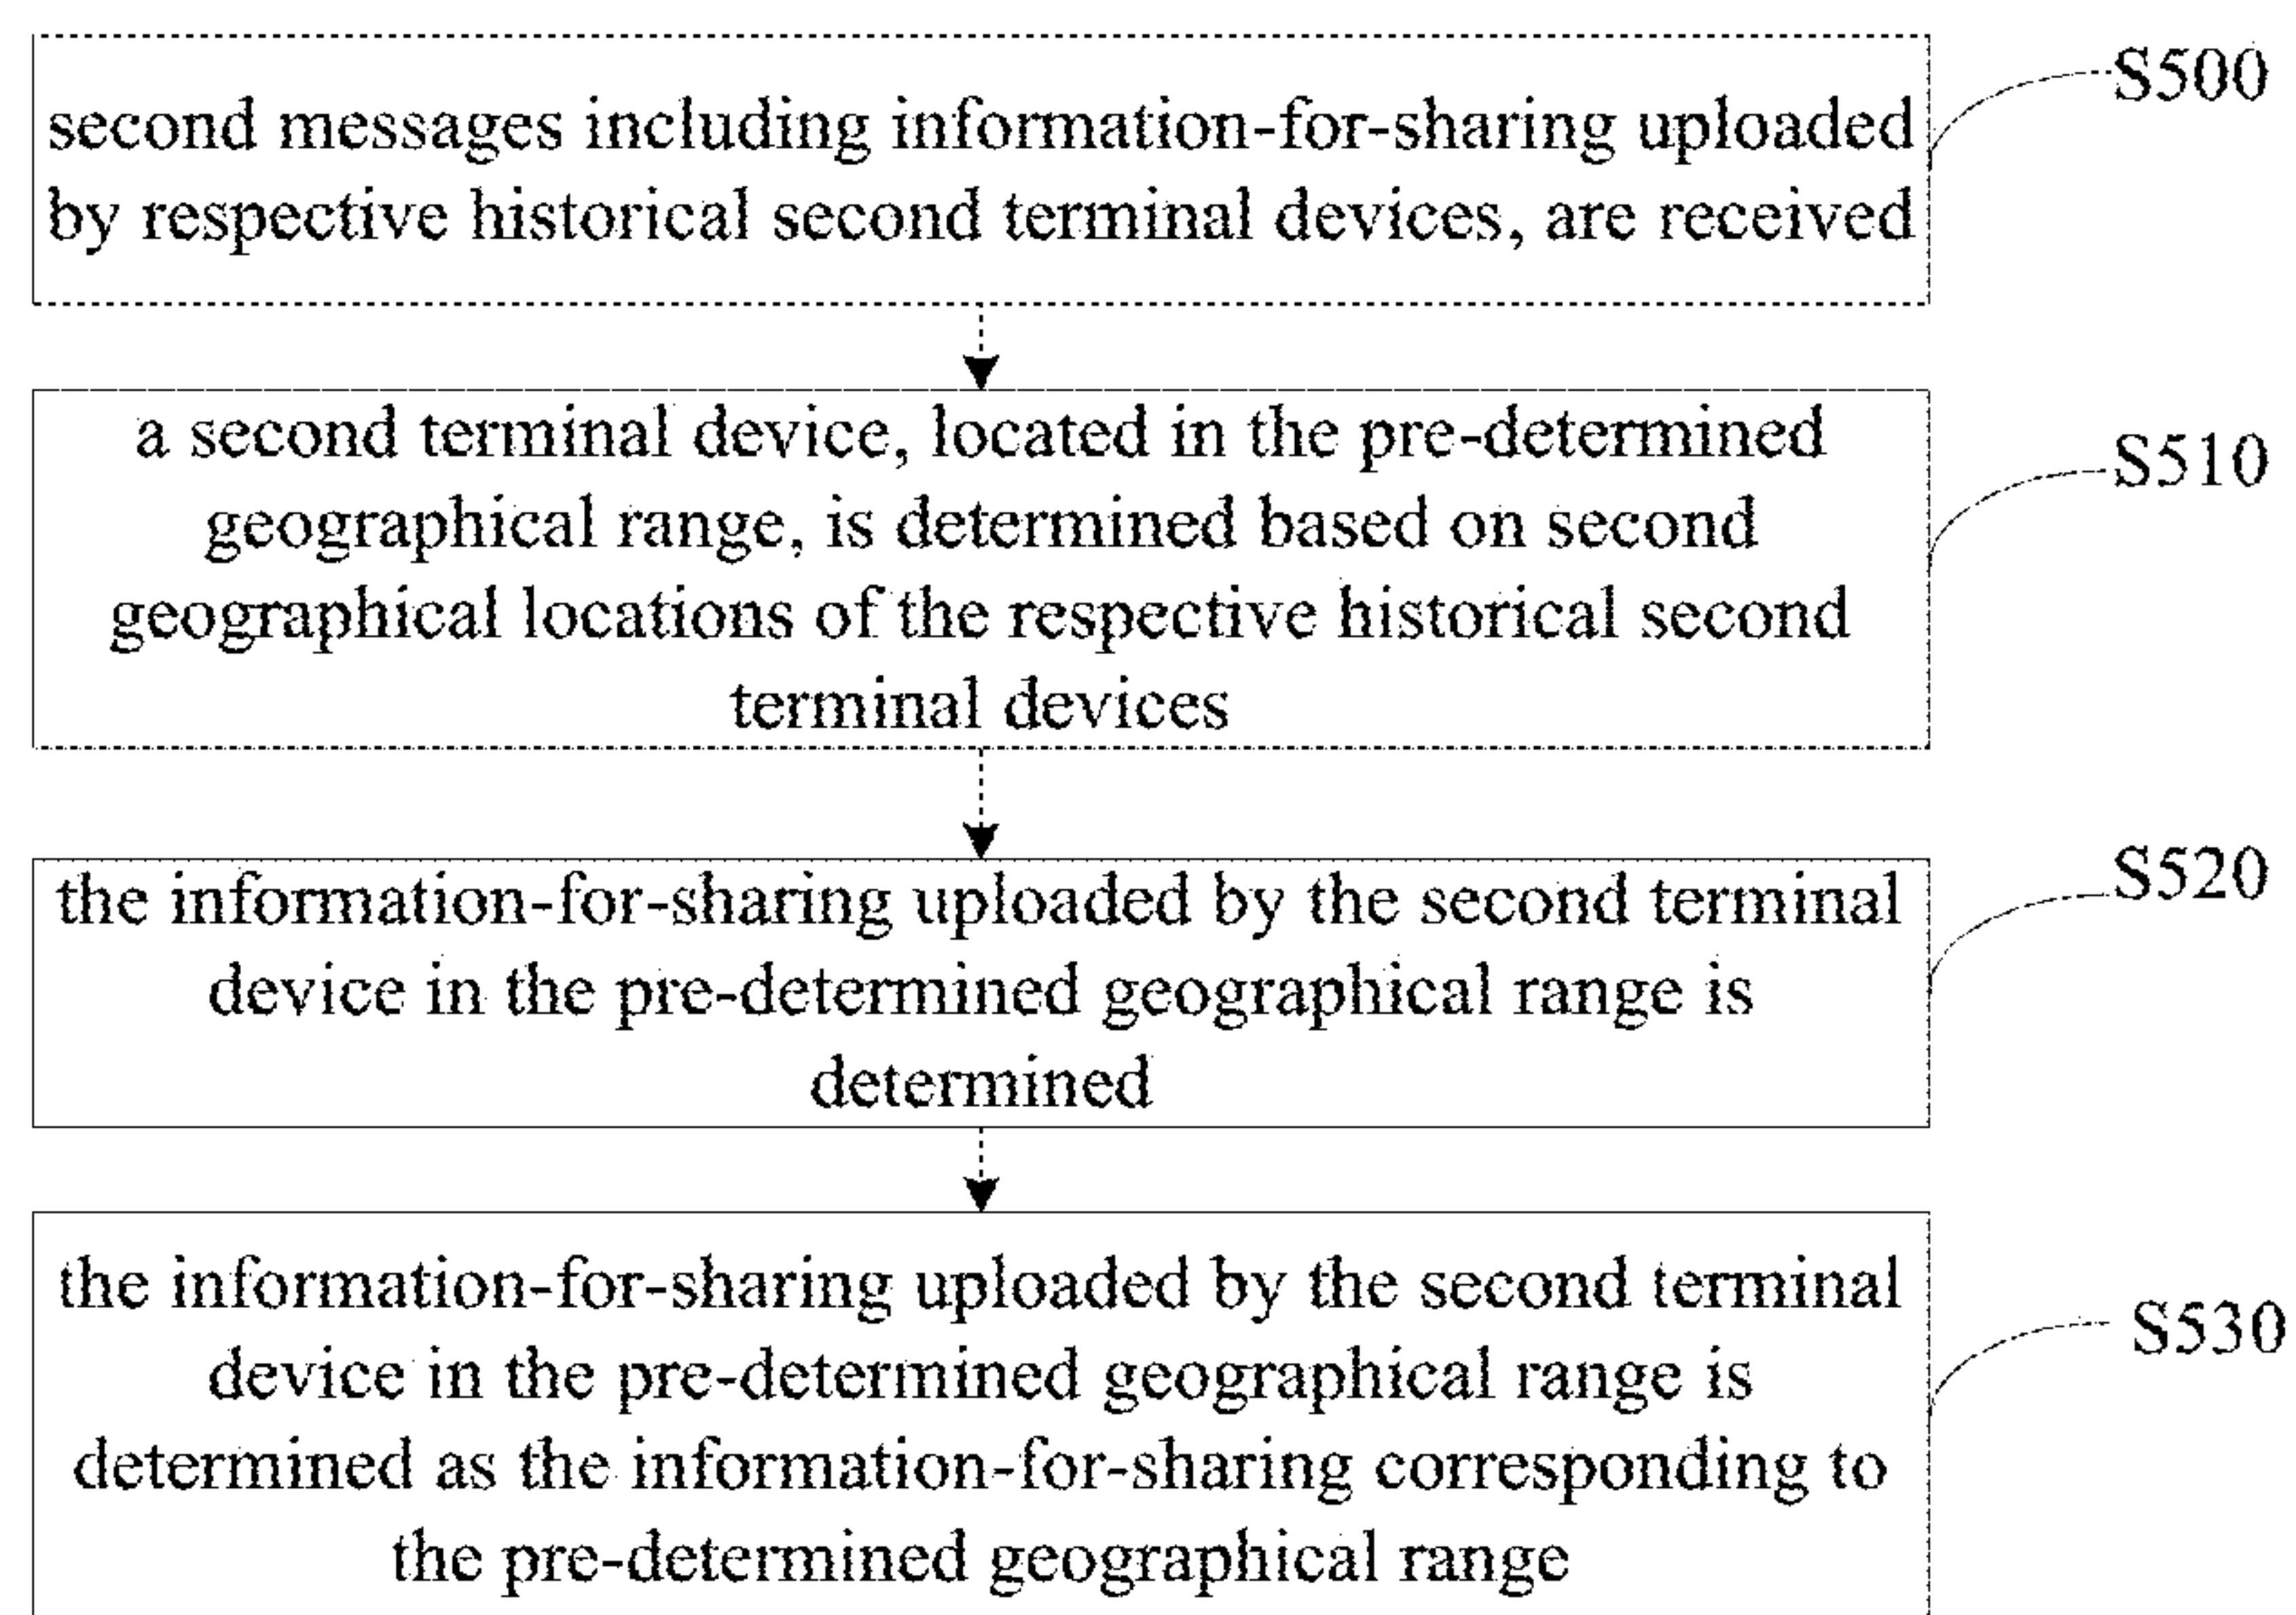 second messages including information-for-sharing uploaded
by respective historical second terminal devices, are received
S500
a second terminal device, located in the pre-determined
geographical range, is determined based on second
geographical locations of the respective historical second
terminal devices
S510
the information-for-sharing uploaded by the second terminal
device in the pre-determined geographical range is
determined
S520
the information-for-sharing uploaded by the second terminal
device in the pre-determined geographical range is
determined as the information-for-sharing corresponding to
the pre-determined geographical range
S530